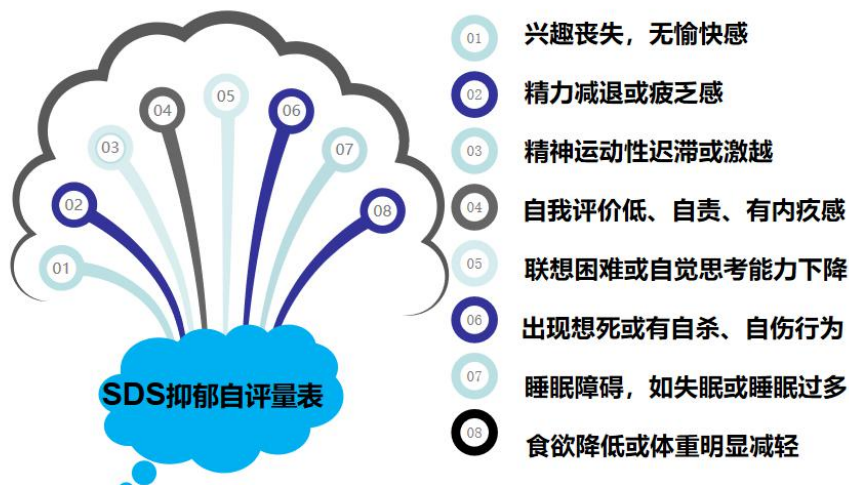 01
02
03
04
05
06
07
08
SDS抑郁自评量表
01 兴趣丧失，无愉快感
02 精力减退或疲乏感
03 精神运动性迟滞或激越
04 自我评价低、自责、有内疚感
05 联想困难或自觉思考能力下降
06 出现想死或有自杀、自伤行为
07 睡眠障碍，如失眠或睡眠过多
08 食欲降低或体重明显减轻